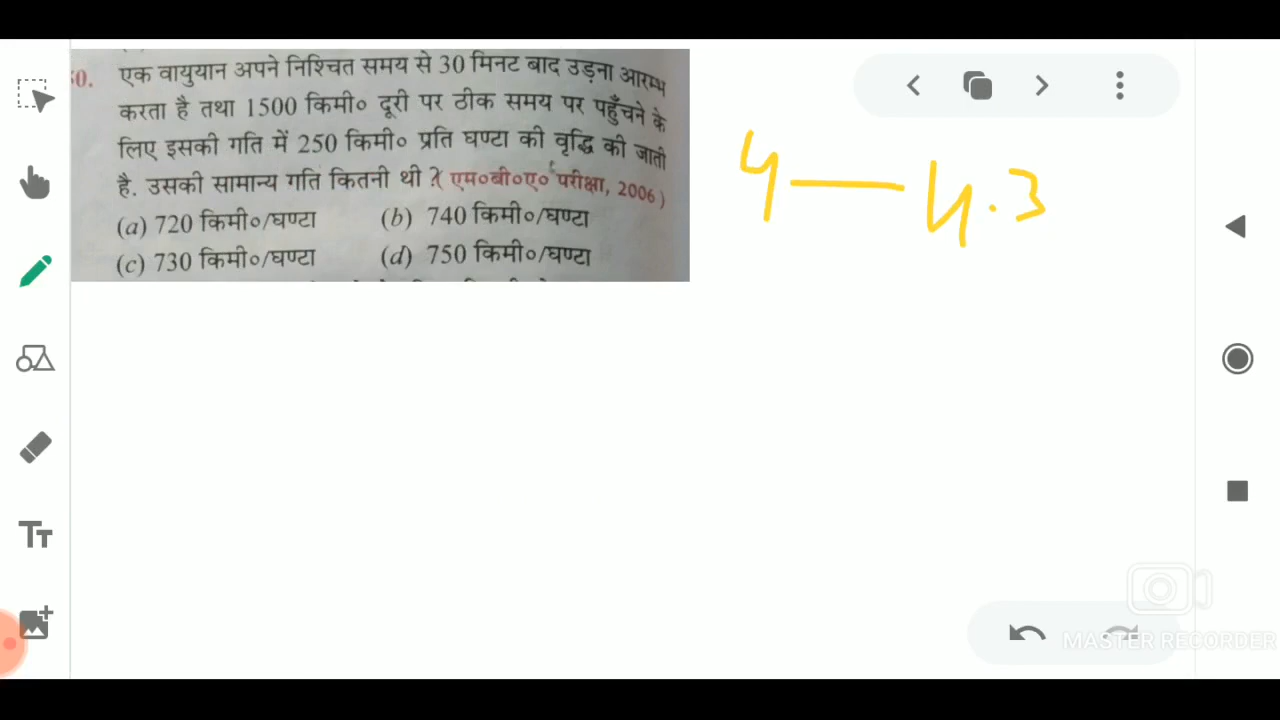 50. एक वायुयान अपने निश्चित समय से 30 मिनट बाद उड़ना आरम्भ
करता है तथा 1500 किमी० दूरी पर ठीक समय पर पहुँचने के
लिए इसकी गति में 250 किमी० प्रति घण्टा की वृद्धि की जाती
है. उसकी सामान्य गति कितनी थी ? ( एम०बी०ए० परीक्षा, 2006 )
(a) 720 किमी०/घण्टा (b) 740 किमी०/घण्टा
(c) 730 किमी०/घण्टा (d) 750 किमी०/घण्टा
4 — 4.3
TT
MASTER RECORDER